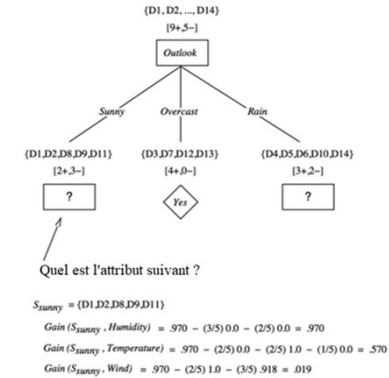 {D1, D2, ..., D14}
[9+,5−]
Outlook
Sunny Overcast Rain
{D1,D2,D8,D9,D11} {D3,D7,D12,D13} {D4,D5,D6,D10,D14}
[2+,3−] [4+,0−] [3+,2−]
? Yes ?
Quel est l'attribut suivant ?
Ssunny = {D1,D2,D8,D9,D11}
Gain (Ssunny , Humidity) = .970 − (3/5) 0.0 − (2/5) 0.0 = .970
Gain (Ssunny , Temperature) = .970 − (2/5) 0.0 − (2/5) 1.0 − (1/5) 0.0 = .570
Gain (Ssunny , Wind) = .970 − (2/5) 1.0 − (3/5) .918 = .019